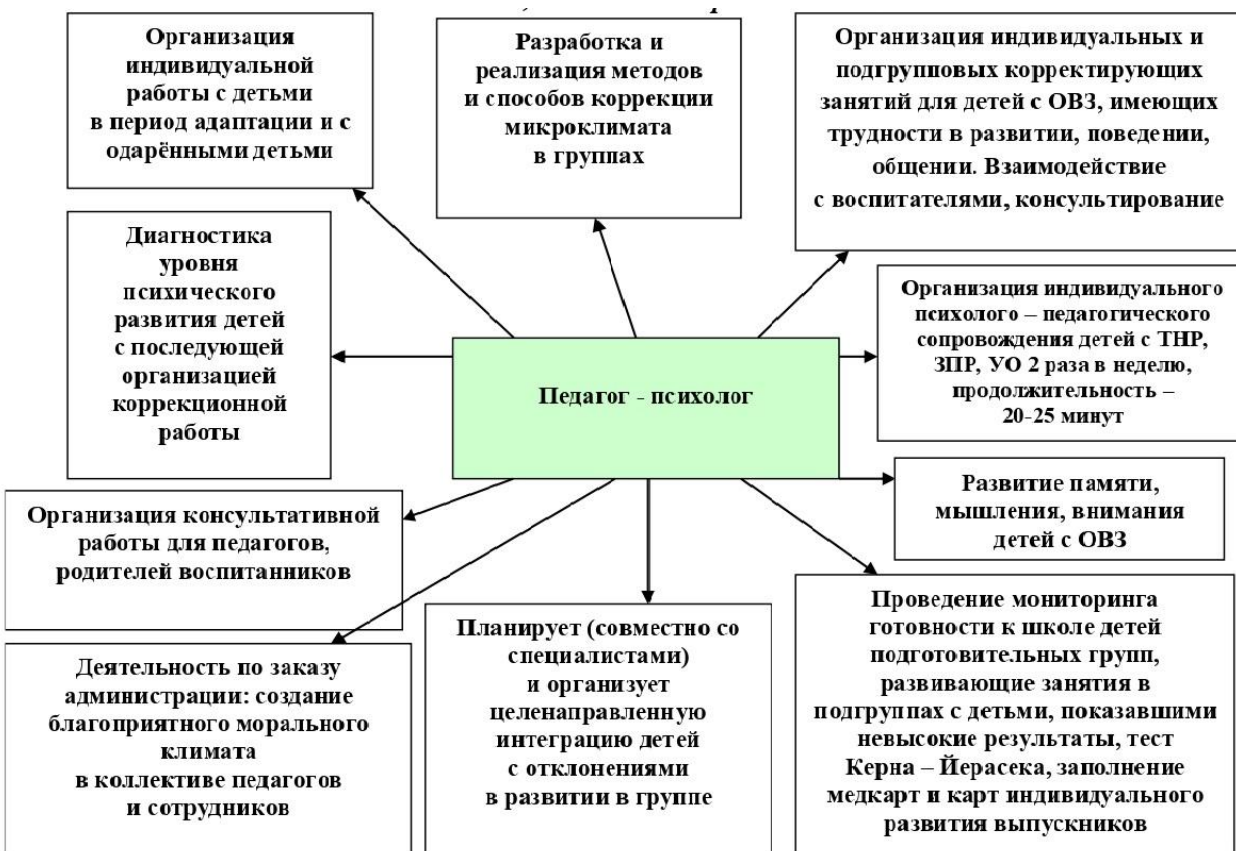 Организация
индивидуальной
работы с детьми
в период адаптации и с
одарёнными детьми
Разработка и
реализация методов
и способов коррекции
микроклимата
в группах
Организация индивидуальных и
подгрупповых корректирующих
занятий для детей с ОВЗ, имеющих
трудности в развитии, поведении,
общении. Взаимодействие
с воспитателями, консультирование
Диагностика
уровня
психического
развития детей
с последующей
организацией
коррекционной
работы
Педагог - психолог
Организация индивидуального
психолого – педагогического
сопровождения детей с ТНР,
ЗПР, УО 2 раза в неделю,
продолжительность –
20-25 минут
Развитие памяти,
мышления, внимания
детей с ОВЗ
Организация консультативной
работы для педагогов,
родителей воспитанников
Деятельность по заказу
администрации: создание
благоприятного морального
климата
в коллективе педагогов
и сотрудников
Планирует (совместно со
специалистами)
и организует
целенаправленную
интеграцию детей
с отклонениями
в развитии в группе
Проведение мониторинга
готовности к школе детей
подготовительных групп,
развивающие занятия в
подгруппах с детьми, показавшими
невысокие результаты, тест
Керна – Йерасека, заполнение
медкарт и карт индивидуального
развития выпускников